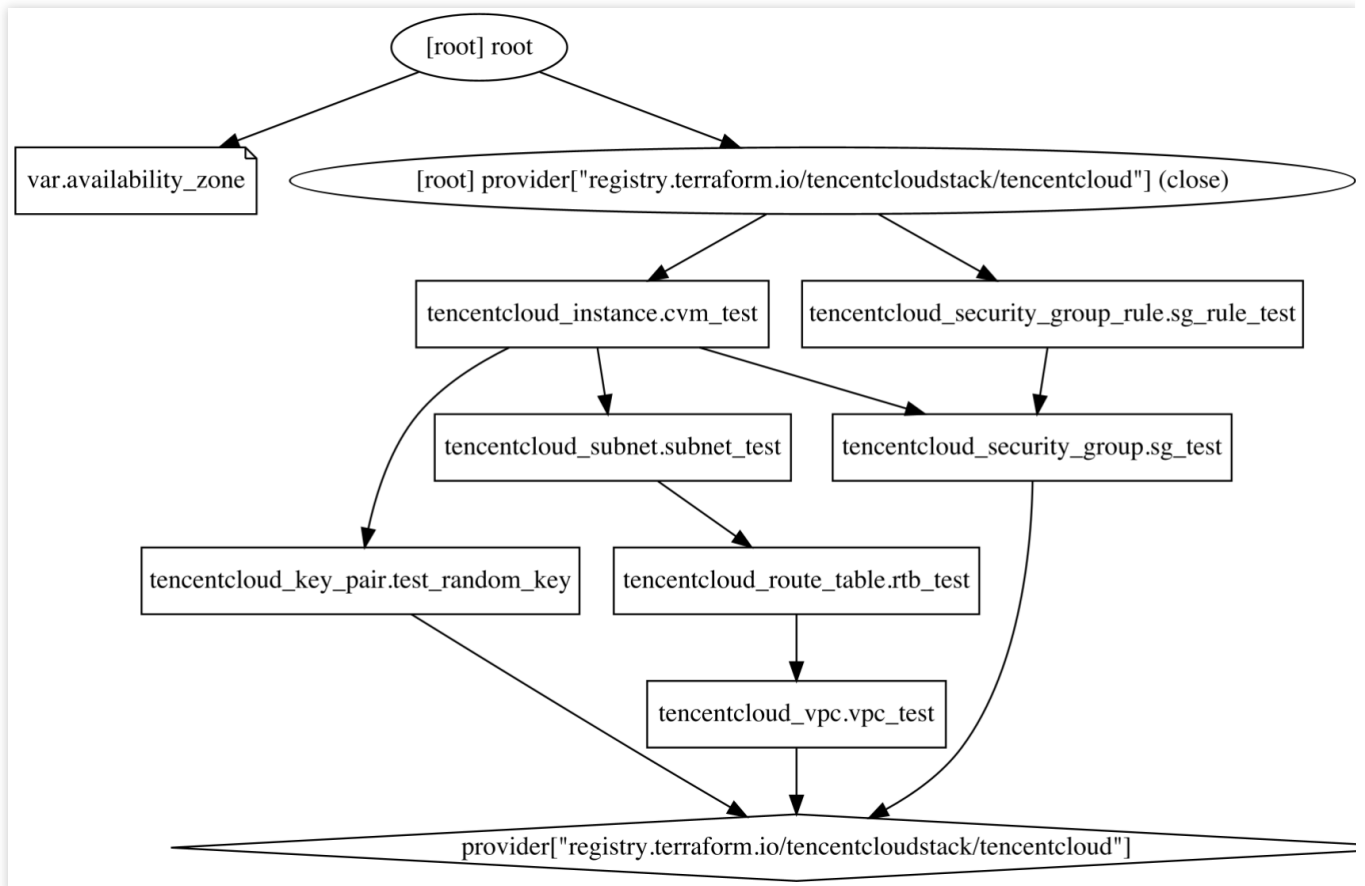 [root] root
var.availability_zone
[root] provider["registry.terraform.io/tencentcloudstack/tencentcloud"] (close)
tencentcloud_instance.cvm_test
tencentcloud_security_group_rule.sg_rule_test
tencentcloud_subnet.subnet_test
tencentcloud_security_group.sg_test
tencentcloud_key_pair.test_random_key
tencentcloud_route_table.rtb_test
tencentcloud_vpc.vpc_test
provider["registry.terraform.io/tencentcloudstack/tencentcloud"]